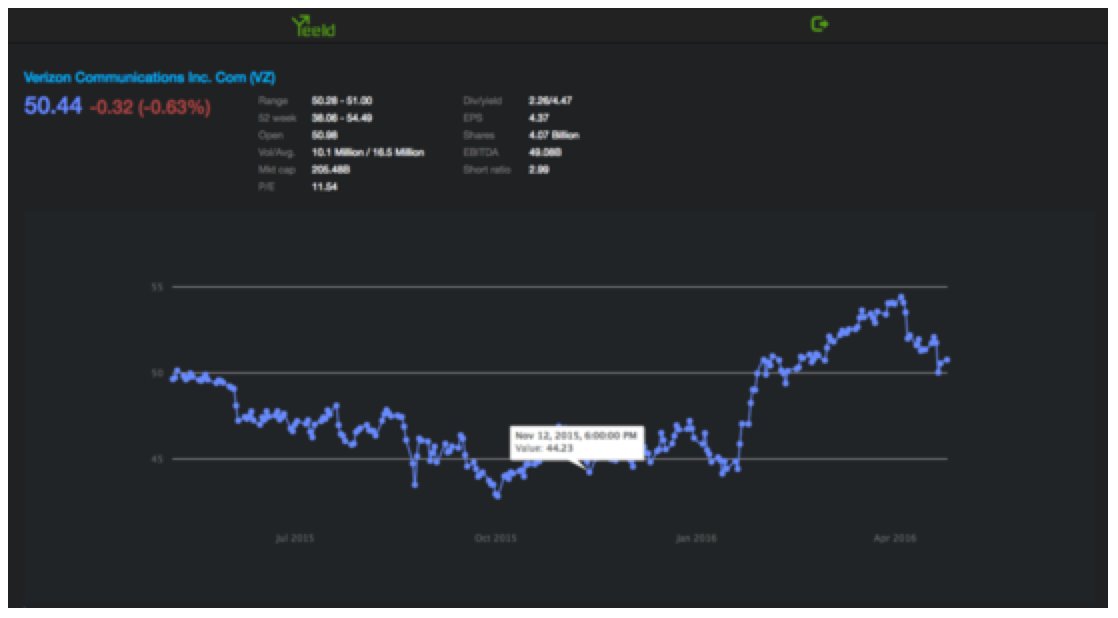 Yeeld
Verizon Communications Inc. Com (VZ)
50.44 -0.32 (-0.63%)
Range 50.28 - 51.00
52 week 38.06 - 54.49
Open 50.98
Vol/Avg. 10.1 Million / 16.5 Million
Mkt cap 205.48B
P/E 11.54
Div/yield 2.26/4.47
EPS 4.37
Shares 4.07 Billion
EBITDA 49.06B
Short ratio 2.99
55
50
45
Nov 12, 2015, 6:00:00 PM
Value: 44.23
Jul 2015
Oct 2015
Jan 2016
Apr 2016